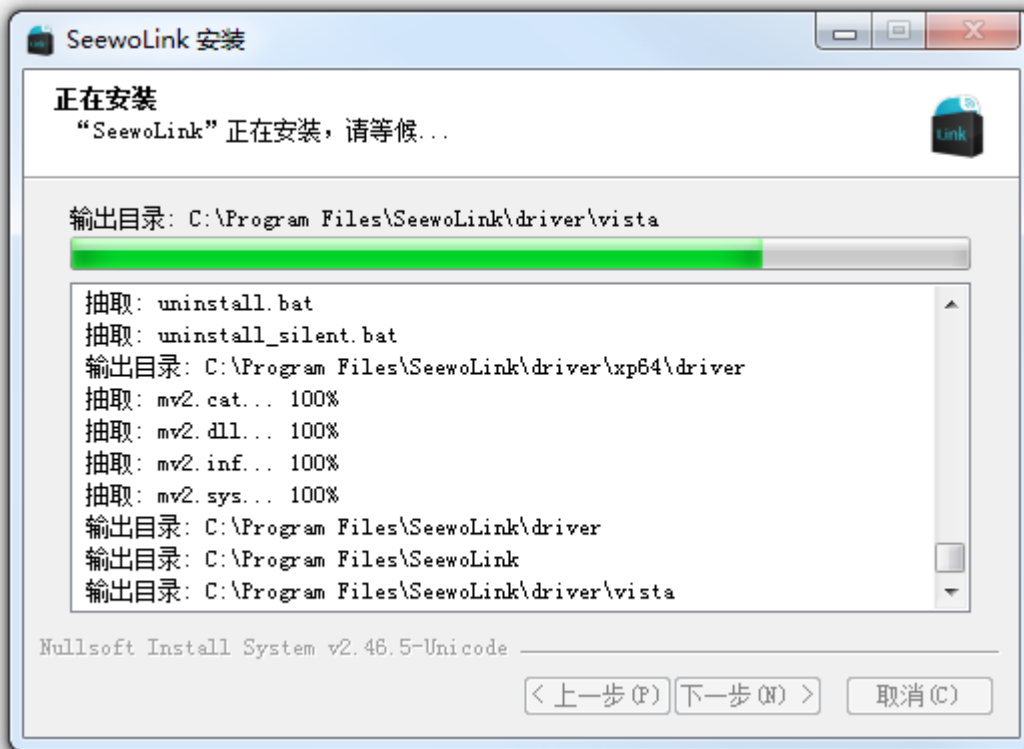 SeewoLink 安装
正在安装
“SeewoLink”正在安装，请等候...
Link
输出目录: C:\Program Files\SeewoLink\driver\vista
抽取: uninstall.bat
抽取: uninstall_silent.bat
输出目录: C:\Program Files\SeewoLink\driver\xp64\driver
抽取: mv2.cat... 100%
抽取: mv2.dll... 100%
抽取: mv2.inf... 100%
抽取: mv2.sys... 100%
输出目录: C:\Program Files\SeewoLink\driver
输出目录: C:\Program Files\SeewoLink
输出目录: C:\Program Files\SeewoLink\driver\vista
Nullsoft Install System v2.46.5-Unicode
< 上一步(P) 下一步(N) > 取消(C)